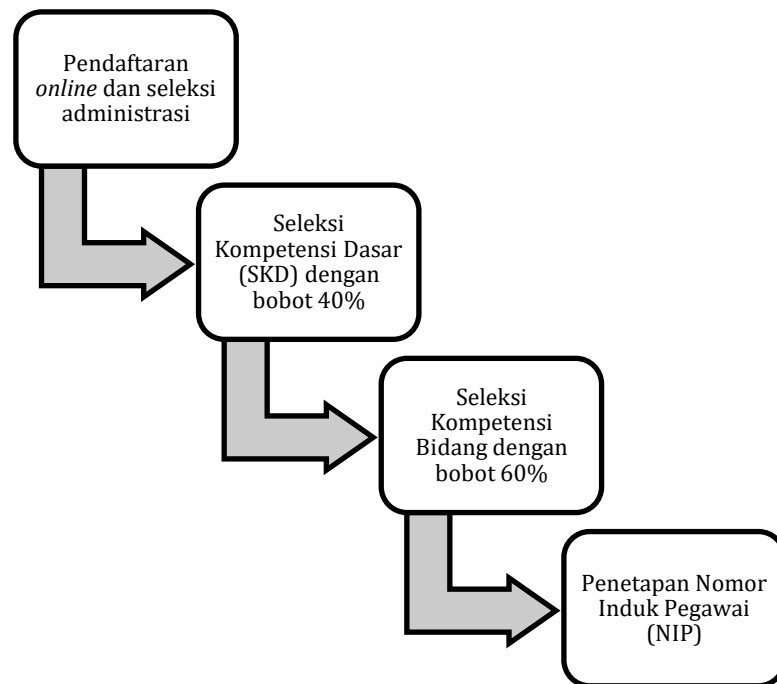 Pendaftaran
online dan seleksi
administrasi
Seleksi
Kompetensi Dasar
(SKD) dengan
bobot 40%
Seleksi
Kompetensi
Bidang dengan
bobot 60%
Penetapan Nomor
Induk Pegawai
(NIP)